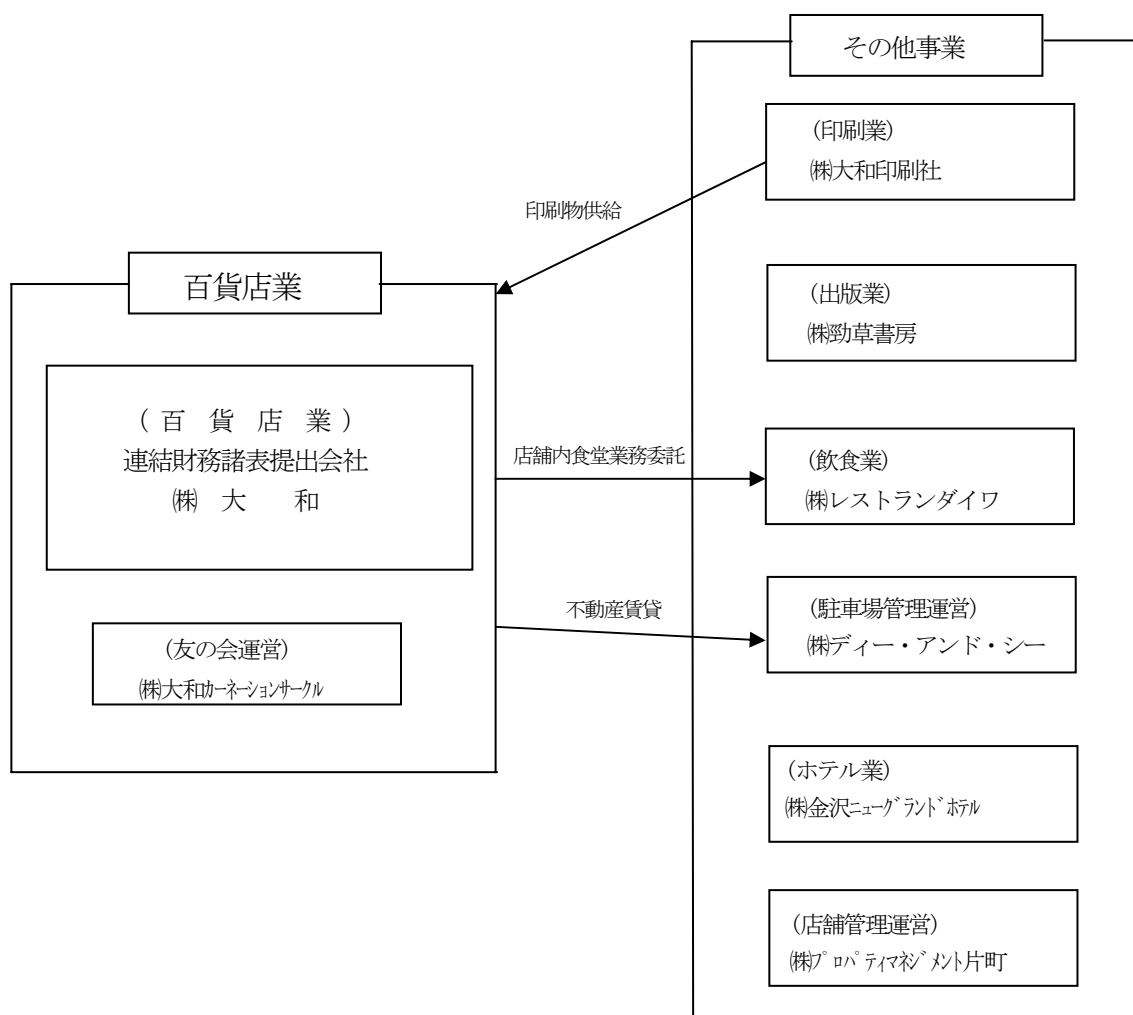 その他事業
(印刷業)
㈱大和印刷社
印刷物供給
百貨店業
(出版業)
㈱勁草書房
(百 貨 店 業)
連結財務諸表提出会社
㈱ 大 和
店舗内食堂業務委託
(飲食業)
㈱レストランダイワ
不動産賃貸
(駐車場管理運営)
㈱ディー・アンド・シー
(友の会運営)
㈱大和ｶｰﾈｰｼｮﾝｻｰｸﾙ
(ホテル業)
㈱金沢ﾆｭｰｸﾞﾗﾝﾄﾞﾎﾃﾙ
(店舗管理運営)
㈱ﾌﾟﾛﾊﾟﾃｨﾏﾈｼﾞﾒﾝﾄ片町